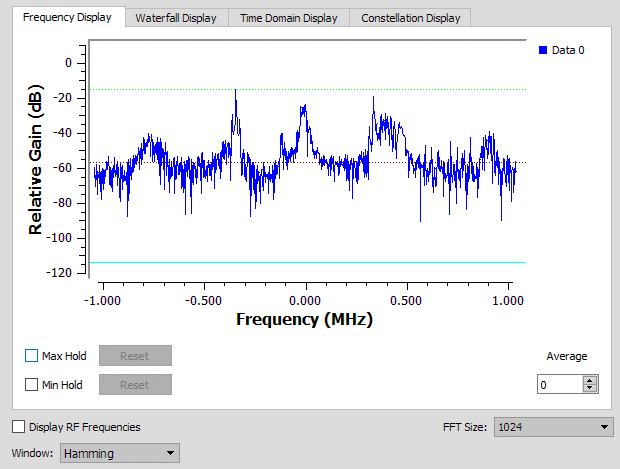 Frequency Display Waterfall Display Time Domain Display Constellation Display
Data 0
Relative Gain (dB)
0
-20
-40
-60
-80
-100
-120
-1.000 -0.500 0.000 0.500 1.000
Frequency (MHz)
Max Hold Reset Average
Min Hold Reset 0
Display RF Frequencies FFT Size: 1024
Window: Hamming